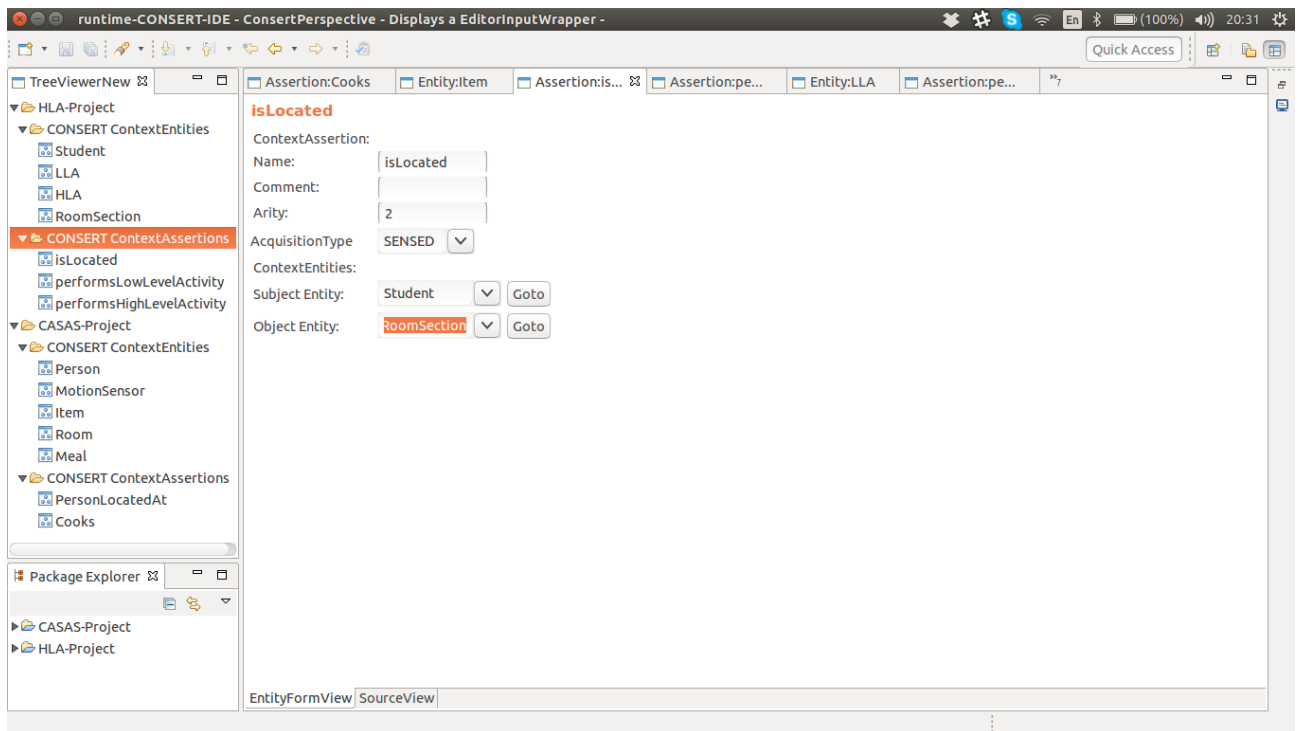 runtime-CONSERT-IDE - ConsertPerspective - Displays a EditorInputWrapper -
S En (100%) 20:31
Quick Access
TreeViewerNew
HLA-Project
CONSERT ContextEntities
Student
LLA
HLA
RoomSection
CONSERT ContextAssertions
isLocated
performsLowLevelActivity
performsHighLevelActivity
CASAS-Project
CONSERT ContextEntities
Person
MotionSensor
Item
Room
Meal
CONSERT ContextAssertions
PersonLocatedAt
Cooks
Package Explorer
CASAS-Project
HLA-Project
Assertion:Cooks Entity:Item Assertion:is... Assertion:pe... Entity:LLA Assertion:pe... »7
isLocated
ContextAssertion:
Name: isLocated
Comment:
Arity: 2
AcquisitionType SENSED
ContextEntities:
Subject Entity: Student Goto
Object Entity: RoomSection Goto
EntityFormView SourceView